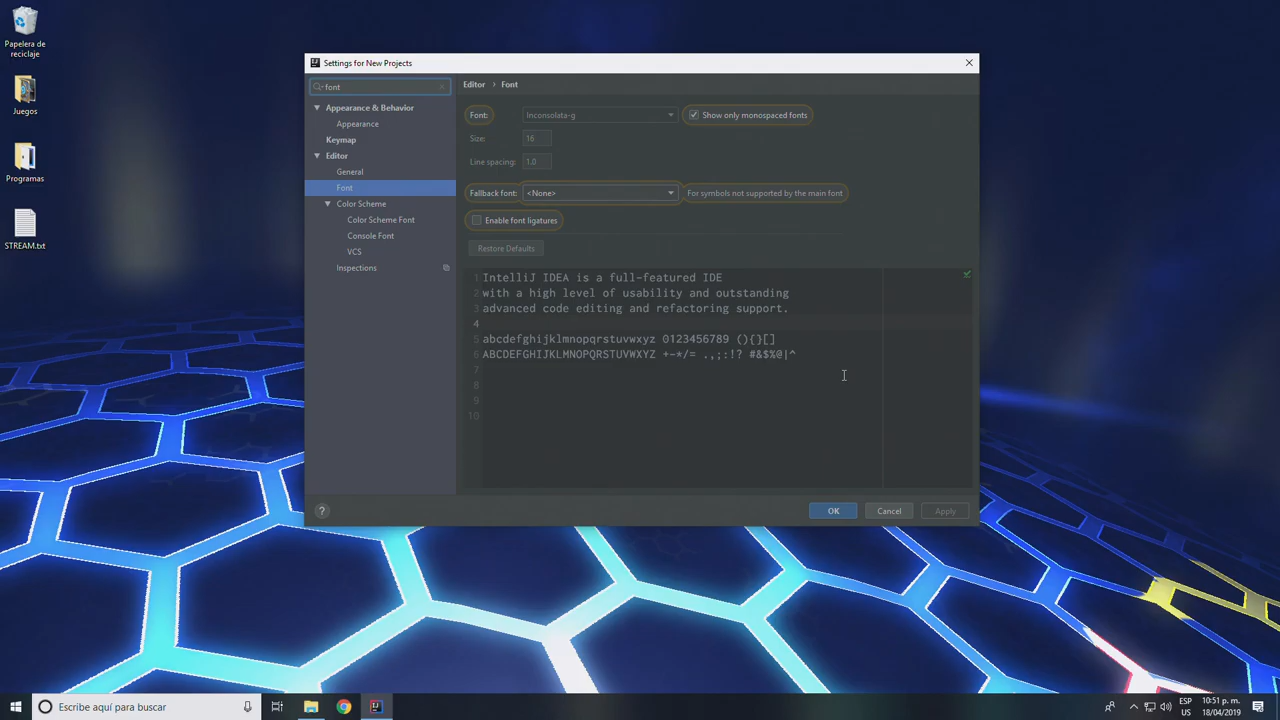 Papelera de
reciclaje
Juegos
Programas
STREAM.txt
Settings for New Projects
font
Appearance & Behavior
Appearance
Keymap
Editor
General
Font
Color Scheme
Color Scheme Font
Console Font
VCS
Inspections
Editor › Font
Font: Inconsolata-g Show only monospaced fonts
Size: 16
Line spacing: 1.0
Fallback font: <None> For symbols not supported by the main font
Enable font ligatures
Restore Defaults
1 IntelliJ IDEA is a full-featured IDE
2 with a high level of usability and outstanding
3 advanced code editing and refactoring support.
4
5 abcdefghijklmnopqrstuvwxyz 0123456789 (){}[]
6 ABCDEFGHIJKLMNOPQRSTUVWXYZ +-*/= .,;:!? #&$%@|^
7
8
9
10
? OK Cancel Apply
Escribe aquí para buscar
ESP
US
10:51 p. m.
18/04/2019